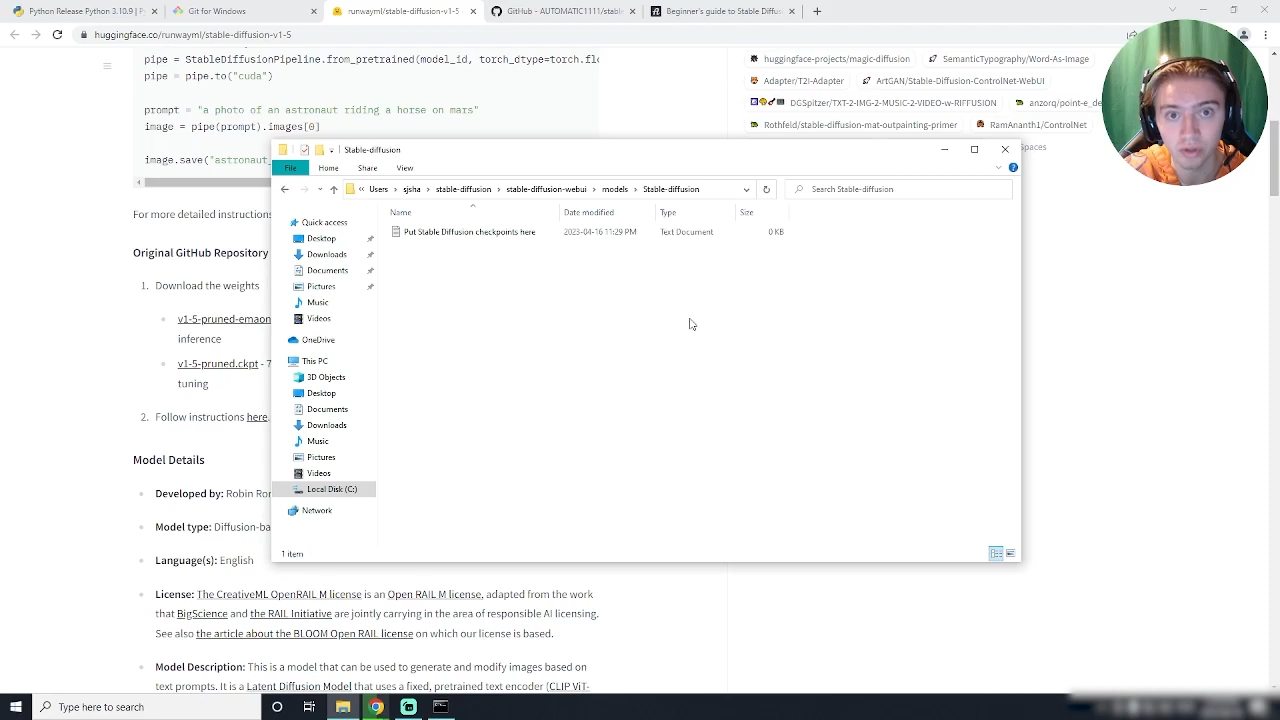 Python Release Python 3.10.9 | P
Git for Windows
runwayml/stable-diffusion-v1-5
GitHub - AUTOMATIC1111/stable
Beginner's guide to Stable Diffus
huggingface.co/runwayml/stable-diffusion-v1-5
pipe = StableDiffusionPipeline.from_pretrained(model_id, torch_dtype=torch.flo
pipe = pipe.to("cuda")
prompt = "a photo of an astronaut riding a horse on mars"
image = pipe(prompt).images[0]
image.save("astronaut_
For more detailed instructions
Original GitHub Repository
1. Download the weights
v1-5-pruned-emaon
inference
v1-5-pruned.ckpt - 7
tuning
2. Follow instructions here.
Model Details
Developed by: Robin Ro
Model type: Diffusion-ba
Language(s): English
License: The CreativeML OpenRAIL M license is an Open RAIL M license, adapted from the work
that BigScience and the RAIL Initiative are jointly carrying in the area of responsible AI licensing.
See also the article about the BLOOM Open RAIL license on which our license is based.
Model Description: This is a model that can be used to generate and modify images based on
text prompts. It is a Latent Diffusion Model that uses a fixed, pretrained text encoder (CLIP ViT-
huggingface-projects/magic-diffusion
SemanticTypography/Word-As-Image
Adapter/T2I-Adapter
ArtGAN/Stable-Diffusion-ControlNet-WebUI
DGSpitzer/TXT-2-IMG-2-MUSIC-2-VIDEO-w-RIFFUSION
anzorq/point-e_de
Rothfeld/stable-diffusion-mat-outpainting-primer
RamAnanth1/ControlNet
Spaces.
Stable-diffusion
File
Home
Share
View
« Users > sjsha > stable-diffusion > stable-diffusion-webui > models > Stable-diffusion
Search Stable-diffusion
Name
Date modified
Type
Size
Put Stable Diffusion checkpoints here
2023-04-16 11:29 PM
Text Document
0 KB
Quick access
Desktop
Downloads
Documents
Pictures
Music
Videos
OneDrive
This PC
3D Objects
Desktop
Documents
Downloads
Music
Pictures
Videos
Local Disk (C:)
Network
1 item
Type here to search